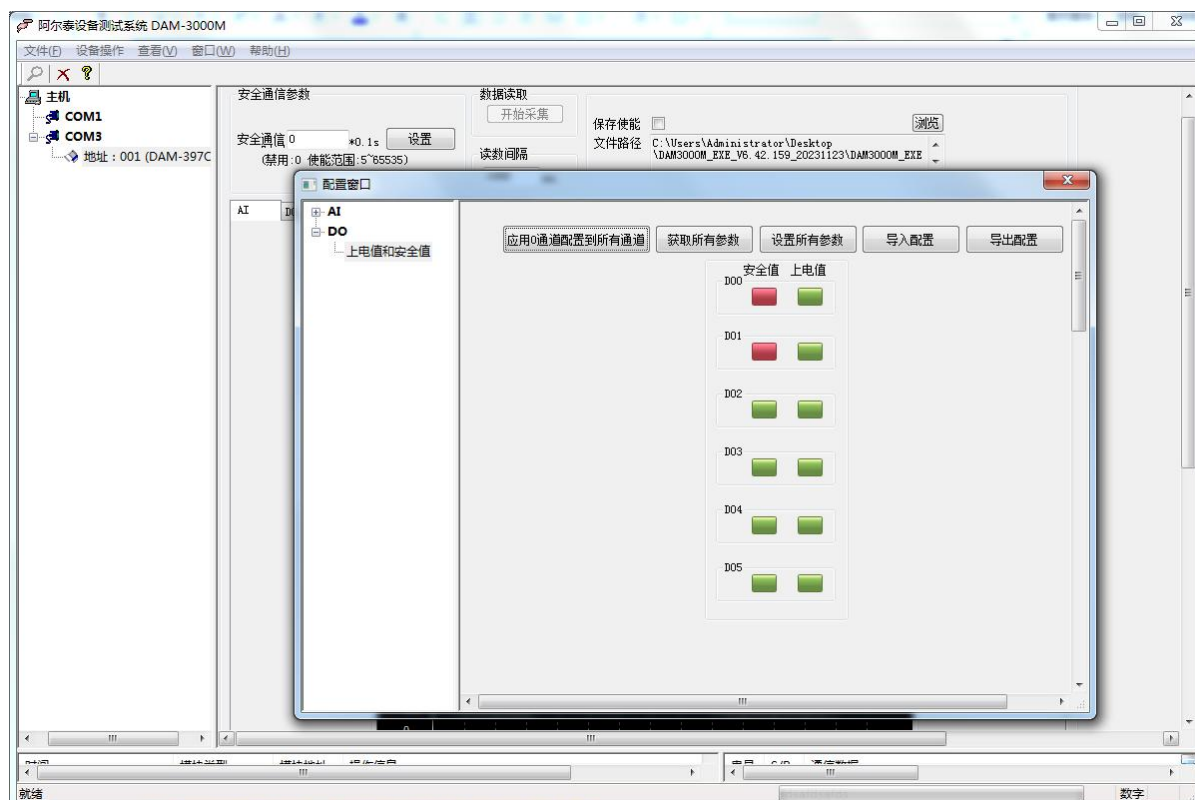 阿尔泰设备测试系统 DAM-3000M
文件(F) 设备操作 查看(V) 窗口(W) 帮助(H)
主机
COM1
COM3
地址：001 (DAM-397C
安全通信参数
安全通信 0 *0.1s 设置
(禁用:0 使能范围:5~65535)
数据读取
开始采集
读数间隔
保存使能 浏览
文件路径 C:\Users\Administrator\Desktop
\DAM3000M_EXE_V6.42.159_20231123\DAM3000M_EXE
AI
配置窗口
AI
DO
上电值和安全值
应用0通道配置到所有通道 获取所有参数 设置所有参数 导入配置 导出配置
安全值 上电值
DO0
DO1
DO2
DO3
DO4
DO5
就绪 数字